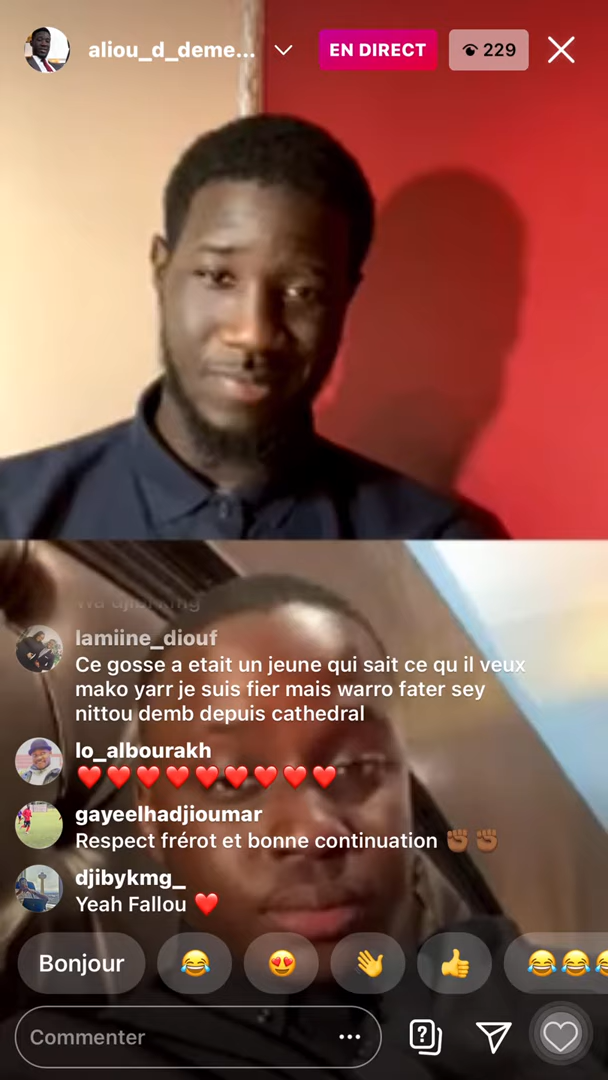 aliou_d_deme...
EN DIRECT
229
lamiine_diouf
Ce gosse a etait un jeune qui sait ce qu il veux
mako yarr je suis fier mais warro fater sey
nittou demb depuis cathedral
lo_albourakh
❤️❤️❤️❤️❤️❤️❤️❤️❤️
gayeelhadjioumar
Respect frérot et bonne continuation ✊🏾✊🏾
djibykmg_
Yeah Fallou ❤️
Bonjour
Commenter